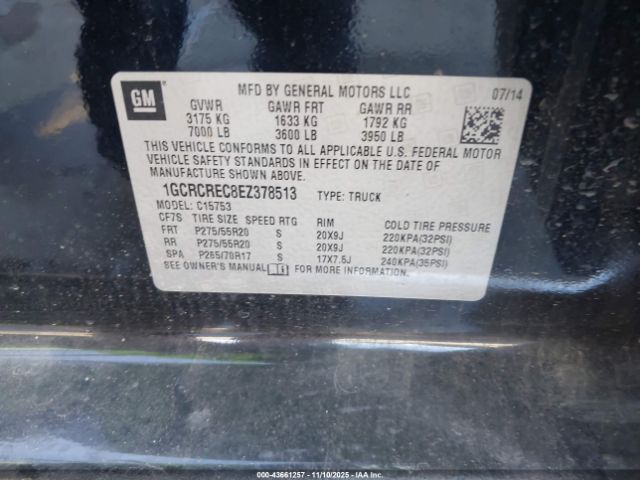 GM
MFD BY GENERAL MOTORS LLC 07/14
GVWR GAWR FRT GAWR RR
3175 KG 1633 KG 1792 KG
7000 LB 3600 LB 3950 LB
THIS VEHICLE CONFORMS TO ALL APPLICABLE U.S. FEDERAL MOTOR
VEHICLE SAFETY STANDARDS IN EFFECT ON THE DATE OF
MANUFACTURE SHOWN ABOVE.
1GCRCREC8EZ378513 TYPE: TRUCK
MODEL: C15753
CF7S TIRE SIZE SPEED RTG RIM COLD TIRE PRESSURE
FRT P275/55R20 S 20X9J 220KPA(32PSI)
RR P275/55R20 S 20X9J 220KPA(32PSI)
SPA P265/70R17 S 17X7.5J 240KPA(35PSI)
SEE OWNER'S MANUAL FOR ADDITIONAL INFORMATION.
000-43661257 - 11/10/2025 - IAAI.COM